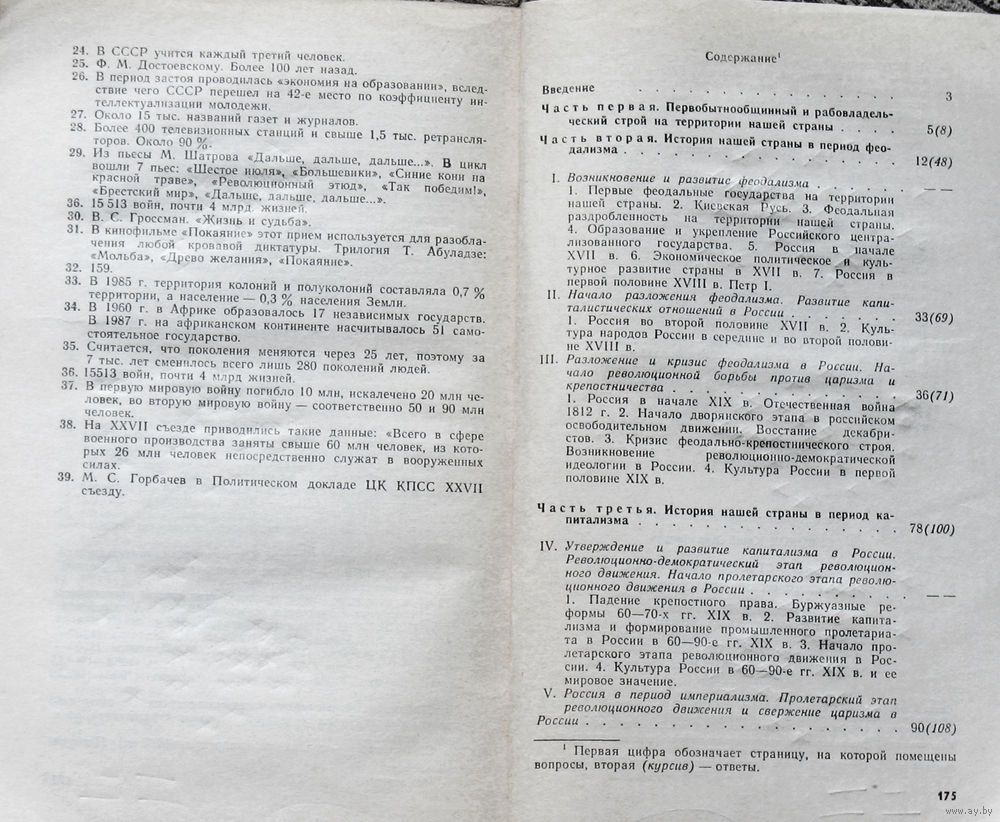 24. В СССР учится каждый третий человек.
25. Ф. М. Достоевскому. Более 100 лет назад.
26. В период застоя проводилась «экономия на образовании», вслед-
ствие чего СССР перешел на 42-е место по коэффициенту ин-
теллектуализации молодежи.
27. Около 15 тыс. названий газет и журналов.
28. Более 400 телевизионных станций и свыше 1,5 тыс. ретрансля-
торов. Около 90 %.
29. Из пьесы М. Шатрова «Дальше, дальше, дальше...». В цикл
вошли 7 пьес: «Шестое июля», «Большевики», «Синие кони на
красной траве», «Революционный этюд», «Так победим!»,
«Брестский мир», «Дальше, дальше, дальше...».
36. 15 513 войн, почти 4 млрд. жизней.
30. В. С. Гроссман. «Жизнь и судьба».
31. В кинофильме «Покаяние» этот прием используется для разобла-
чения любой кровавой диктатуры. Трилогия Т. Абуладзе:
«Мольба», «Древо желания», «Покаяние».
32. 159.
33. В 1985 г. территория колоний и полуколоний составляла 0,7 %
территории, а население — 0,3 % населения Земли.
34. В 1960 г. в Африке образовалось 17 независимых государств.
В 1987 г. на африканском континенте насчитывалось 51 само-
стоятельное государство.
35. Считается, что поколения меняются через 25 лет, поэтому за
7 тыс. лет сменилось всего лишь 280 поколений людей.
36. 15513 войн, почти 4 млрд жизней.
37. В первую мировую войну погибло 10 млн, искалечено 20 млн че-
ловек, во вторую мировую войну — соответственно 50 и 90 млн
человек.
38. На XXVII съезде приводились такие данные: «Всего в сфере
военного производства заняты свыше 60 млн человек, из кото-
рых 26 млн человек непосредственно служат в вооруженных
силах.
39. М. С. Горбачев в Политическом докладе ЦК КПСС XXVII
съезду.
Содержание¹
Введение . . . . . . . . . . . . . . . . 3
Часть первая. Первобытнообщинный и рабовладель-
ческий строй на территории нашей страны . . . . 5(8)
Часть вторая. История нашей страны в период фео-
дализма . . . . . . . . . . . . . . . . 12(48)
I. Возникновение и развитие феодализма . . . . . . — —
1. Первые феодальные государства на территории
нашей страны. 2. Киевская Русь. 3. Феодальная
раздробленность на территории нашей страны.
4. Образование и укрепление Российского центра-
лизованного государства. 5. Россия в начале
XVII в. 6. Экономическое политическое и куль-
турное развитие страны в XVII в. 7. Россия в
первой половине XVIII в. Петр I.
II. Начало разложения феодализма. Развитие капи-
талистических отношений в России . . . . . . . 33(69)
1. Россия во второй половине XVII в. 2. Куль-
тура народов России в середине и во второй полови-
не XVIII в.
III. Разложение и кризис феодализма в России. На-
чало революционной борьбы против царизма и
крепостничества . . . . . . . . . . . . . 36(71)
1. Россия в начале XIX в. Отечественная война
1812 г. 2. Начало дворянского этапа в российском
освободительном движении. Восстание декабри-
стов. 3. Кризис феодально-крепостнического строя.
Возникновение революционно-демократической
идеологии в России. 4. Культура России в первой
половине XIX в.
Часть третья. История нашей страны в период ка-
питализма . . . . . . . . . . . . . . . 78(100)
IV. Утверждение и развитие капитализма в России.
Революционно-демократический этап революцион-
ного движения. Начало пролетарского этапа револю-
ционного движения в России . . . . . . . . . — —
1. Падение крепостного права. Буржуазные ре-
формы 60—70-х гг. XIX в. 2. Развитие капита-
лизма и формирование промышленного пролетариа-
та в России в 60—90-е гг. XIX в. 3. Начало про-
летарского этапа революционного движения в Рос-
сии. 4. Культура России в 60—90-е гг. XIX в. и ее
мировое значение.
V. Россия в период империализма. Пролетарский этап
революционного движения и свержение царизма в
России . . . . . . . . . . . . . . . . . 90(108)
¹ Первая цифра обозначает страницу, на которой помещены
вопросы, вторая (курсив) — ответы.
175
www.ay.by